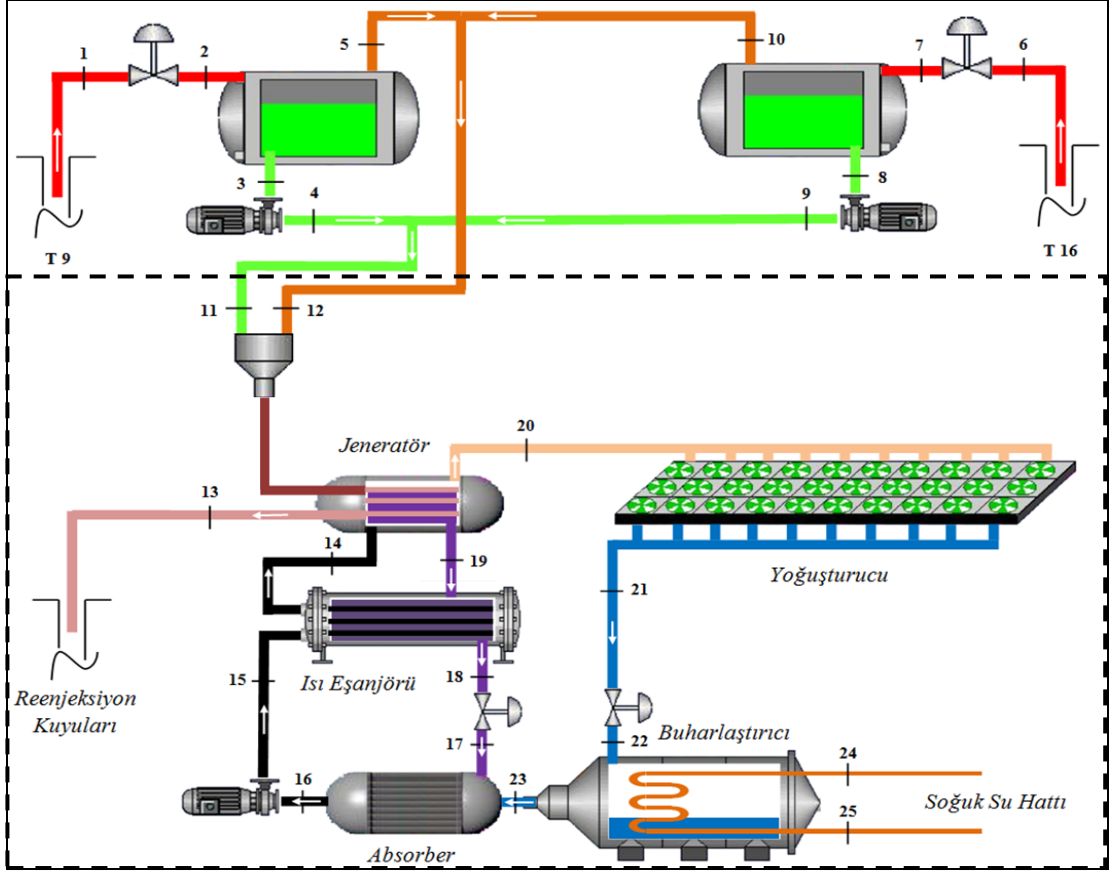 1
2
5
10
7
6
3
4
9
8
T 9
T 16
11
12
20
Jeneratör
13
14
19
Yoğuşturucu
21
15
18
Isı Eşanjörü
Reenjeksiyon
Kuyuları
17
22
Buharlaştırıcı
24
16
23
Soğuk Su Hattı
25
Absorber